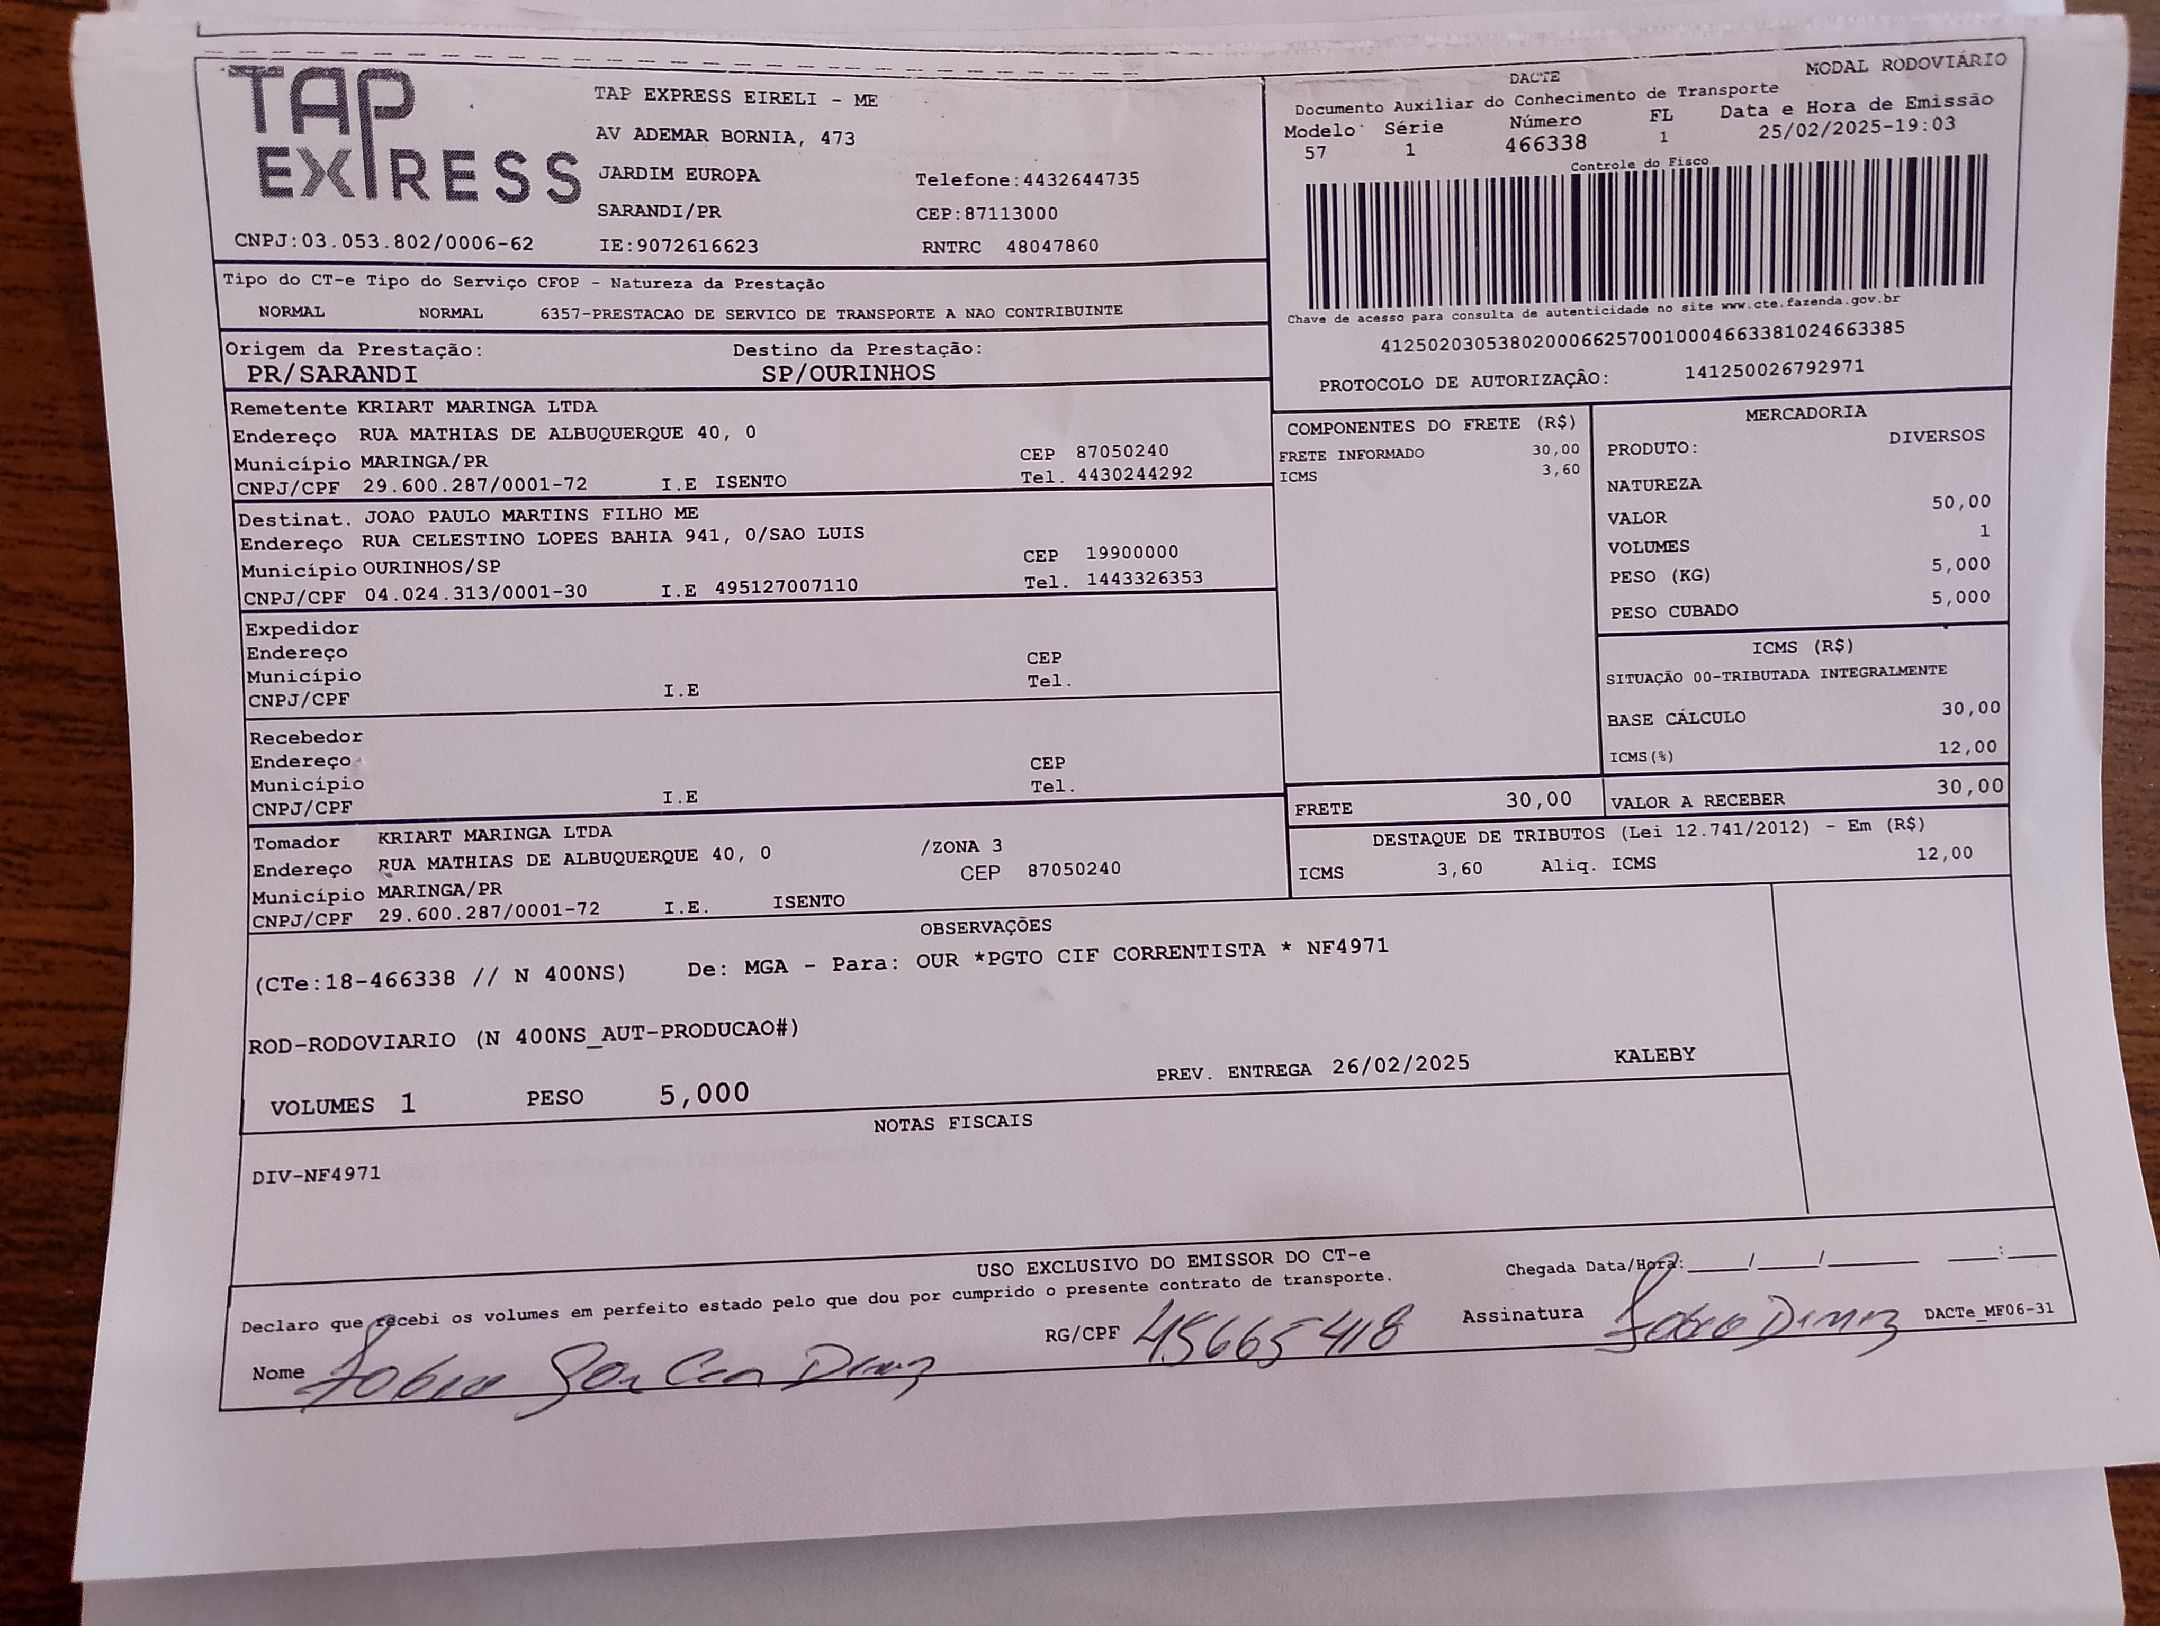 TAP
EXPRESS
CNPJ:03.053.802/0006-62
TAP EXPRESS EIRELI - ME
AV ADEMAR BORNIA, 473
JARDIM EUROPA Telefone:4432644735
SARANDI/PR CEP:87113000
IE:9072616623 RNTRC 48047860
DACTE MODAL RODOVIÁRIO
Documento Auxiliar do Conhecimento de Transporte
Modelo Série Número FL Data e Hora de Emissão
57 1 466338 1 25/02/2025-19:03
Controle do Fisco
Chave de acesso para consulta de autenticidade no site www.cte.fazenda.gov.br
41250203053802000662570010004663381024663385
PROTOCOLO DE AUTORIZAÇÃO: 141250026792971
Tipo do CT-e Tipo do Serviço CFOP - Natureza da Prestação
NORMAL NORMAL 6357-PRESTACAO DE SERVICO DE TRANSPORTE A NAO CONTRIBUINTE
Origem da Prestação: Destino da Prestação:
PR/SARANDI SP/OURINHOS
Remetente KRIART MARINGA LTDA
Endereço RUA MATHIAS DE ALBUQUERQUE 40, 0
Município MARINGA/PR CEP 87050240
CNPJ/CPF 29.600.287/0001-72 I.E ISENTO Tel. 4430244292
Destinat. JOAO PAULO MARTINS FILHO ME
Endereço RUA CELESTINO LOPES BAHIA 941, 0/SAO LUIS
Município OURINHOS/SP CEP 19900000
CNPJ/CPF 04.024.313/0001-30 I.E 495127007110 Tel. 1443326353
Expedidor
Endereço
Município CEP
CNPJ/CPF I.E Tel.
Recebedor
Endereço
Município CEP
CNPJ/CPF I.E Tel.
Tomador KRIART MARINGA LTDA
Endereço RUA MATHIAS DE ALBUQUERQUE 40, 0 /ZONA 3
Município MARINGA/PR CEP 87050240
CNPJ/CPF 29.600.287/0001-72 I.E. ISENTO
COMPONENTES DO FRETE (R$)
FRETE INFORMADO 30,00
ICMS 3,60
MERCADORIA
PRODUTO: DIVERSOS
NATUREZA
VALOR 50,00
VOLUMES 1
PESO (KG) 5,000
PESO CUBADO 5,000
ICMS (R$)
SITUAÇÃO 00-TRIBUTADA INTEGRALMENTE
BASE CÁLCULO 30,00
ICMS(%) 12,00
FRETE 30,00 VALOR A RECEBER 30,00
DESTAQUE DE TRIBUTOS (Lei 12.741/2012) - Em (R$)
ICMS 3,60 Aliq. ICMS 12,00
OBSERVAÇÕES
(CTe:18-466338 // N 400NS) De: MGA - Para: OUR *PGTO CIF CORRENTISTA * NF4971
ROD-RODOVIARIO (N 400NS_AUT-PRODUCAO#)
VOLUMES 1 PESO 5,000 PREV. ENTREGA 26/02/2025 KALEBY
NOTAS FISCAIS
DIV-NF4971
USO EXCLUSIVO DO EMISSOR DO CT-e
Declaro que recebi os volumes em perfeito estado pelo que dou por cumprido o presente contrato de transporte.
Chegada Data/Hora:____/____/______ ____:____
Nome RG/CPF 45665418 Assinatura DACTe_MF06-31